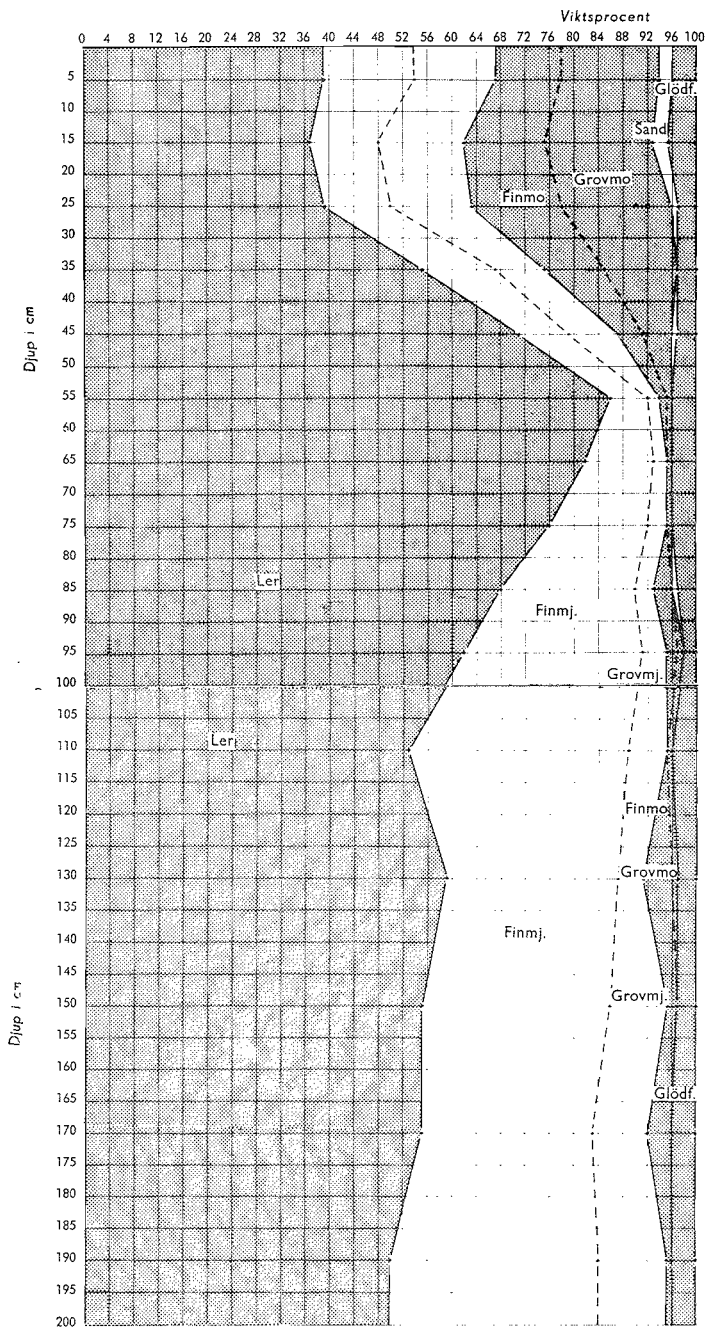 Viktsprocent
0 4 8 12 16 20 24 28 32 36 40 44 48 52 56 60 64 68 72 76 80 84 88 92 96 100
5
Glödf.
10
15
Sand
20
Grovmo
Finmo
25
30
35
Djup i cm
40
45
50
55
60
65
70
75
80
85
Ler
90
Finmj.
95
Grovmj.
100
105
110
Ler
115
120
Finmo
125
130
Grovmo
135
140
Finmj.
145
150
Grovmj.
Djup i cm
155
160
165
Glödf.
170
175
180
185
190
195
200